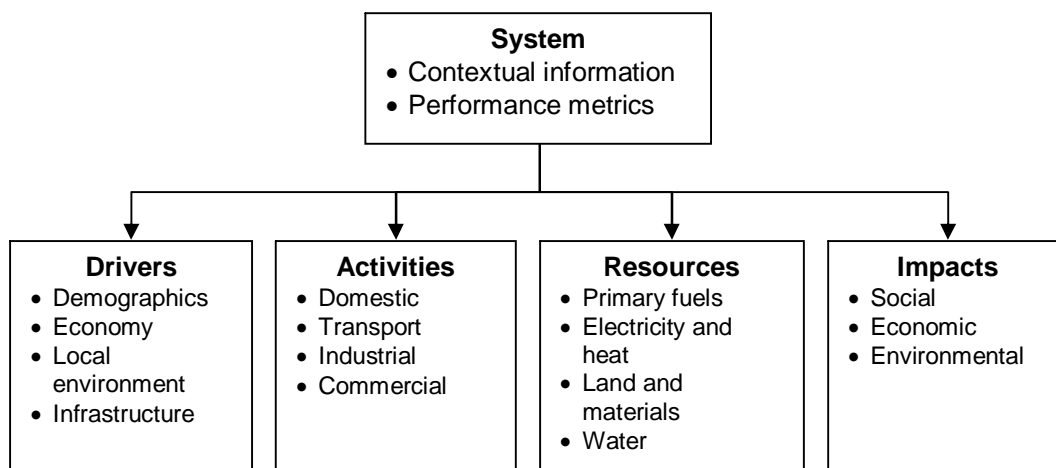 System
• Contextual information
• Performance metrics
Drivers
• Demographics
• Economy
• Local
environment
• Infrastructure
Activities
• Domestic
• Transport
• Industrial
• Commercial
Resources
• Primary fuels
• Electricity and
heat
• Land and
materials
• Water
Impacts
• Social
• Economic
• Environmental